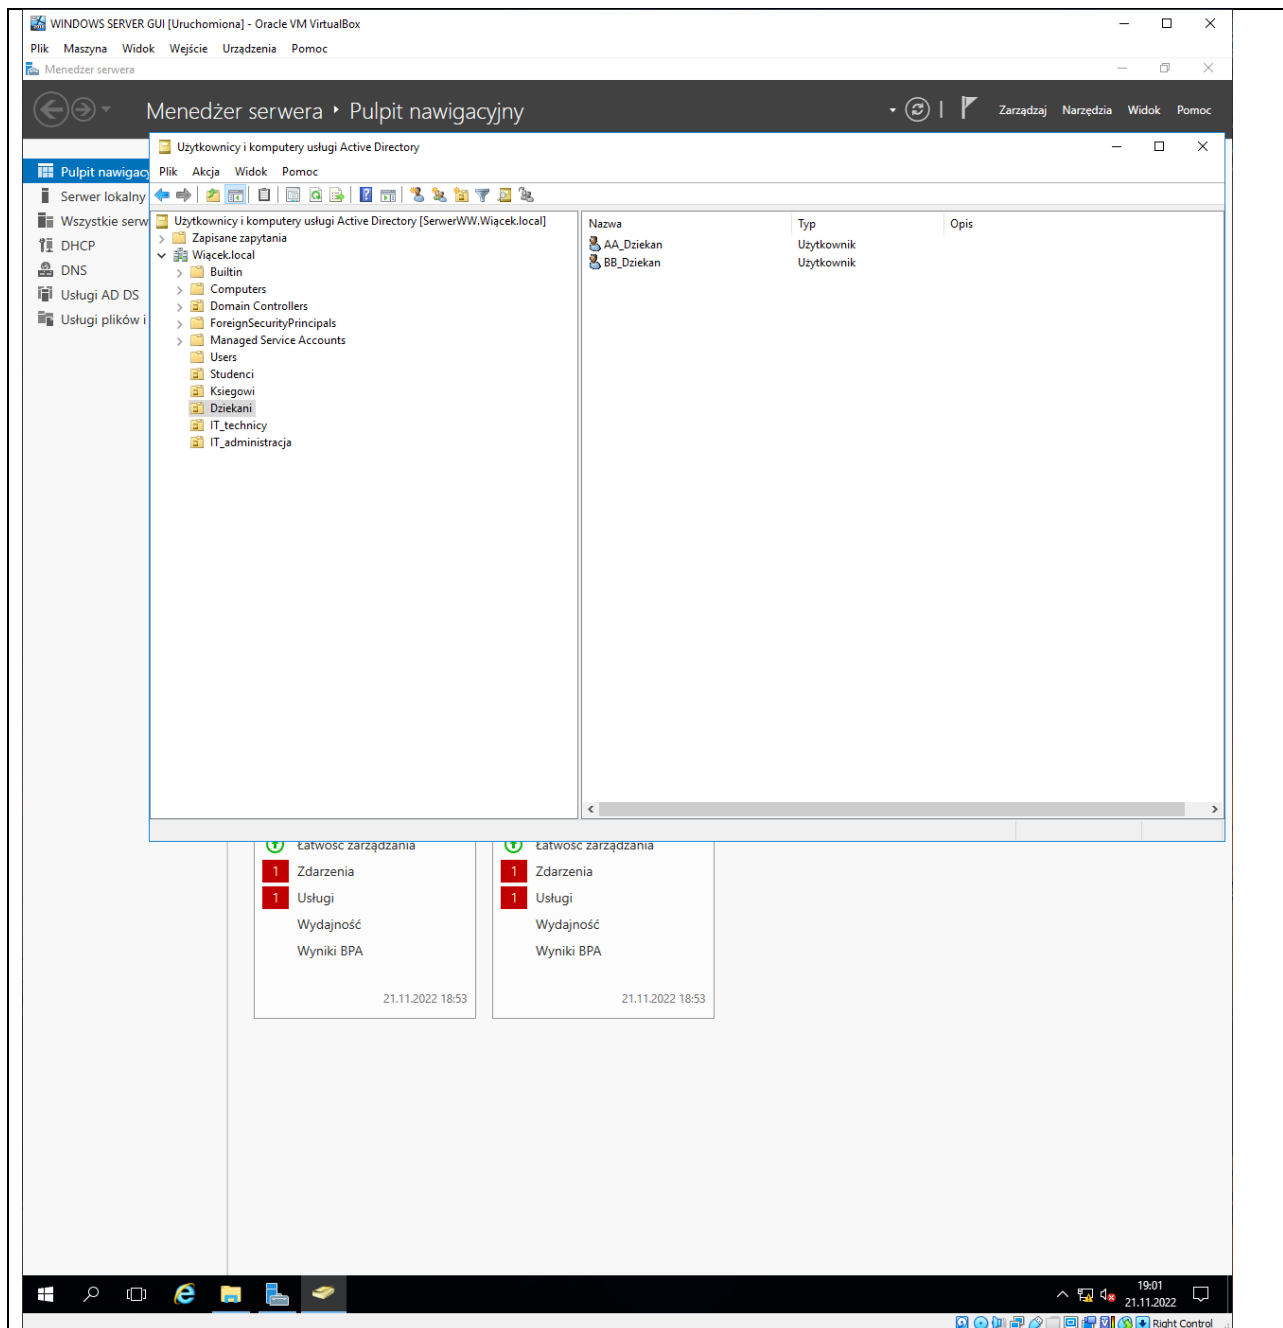 WINDOWS SERVER GUI [Uruchomiona] - Oracle VM VirtualBox
Plik Maszyna Widok Wejście Urządzenia Pomoc
Menedżer serwera
Menedżer serwera ‣ Pulpit nawigacyjny
Zarządzaj Narzędzia Widok Pomoc
Użytkownicy i komputery usługi Active Directory
Plik Akcja Widok Pomoc
Pulpit nawigacy
Serwer lokalny
Wszystkie serw
DHCP
DNS
Usługi AD DS
Usługi plików i
Użytkownicy i komputery usługi Active Directory [SerwerWW.Wiącek.local]
Zapisane zapytania
Wiącek.local
Builtin
Computers
Domain Controllers
ForeignSecurityPrincipals
Managed Service Accounts
Users
Studenci
Ksiegowi
Dziekani
IT_technicy
IT_administracja
Nazwa Typ Opis
AA_Dziekan Użytkownik
BB_Dziekan Użytkownik
Łatwość zarządzania
1 Zdarzenia
1 Usługi
Wydajność
Wyniki BPA
21.11.2022 18:53
Łatwość zarządzania
1 Zdarzenia
1 Usługi
Wydajność
Wyniki BPA
21.11.2022 18:53
19:01
21.11.2022
Right Control